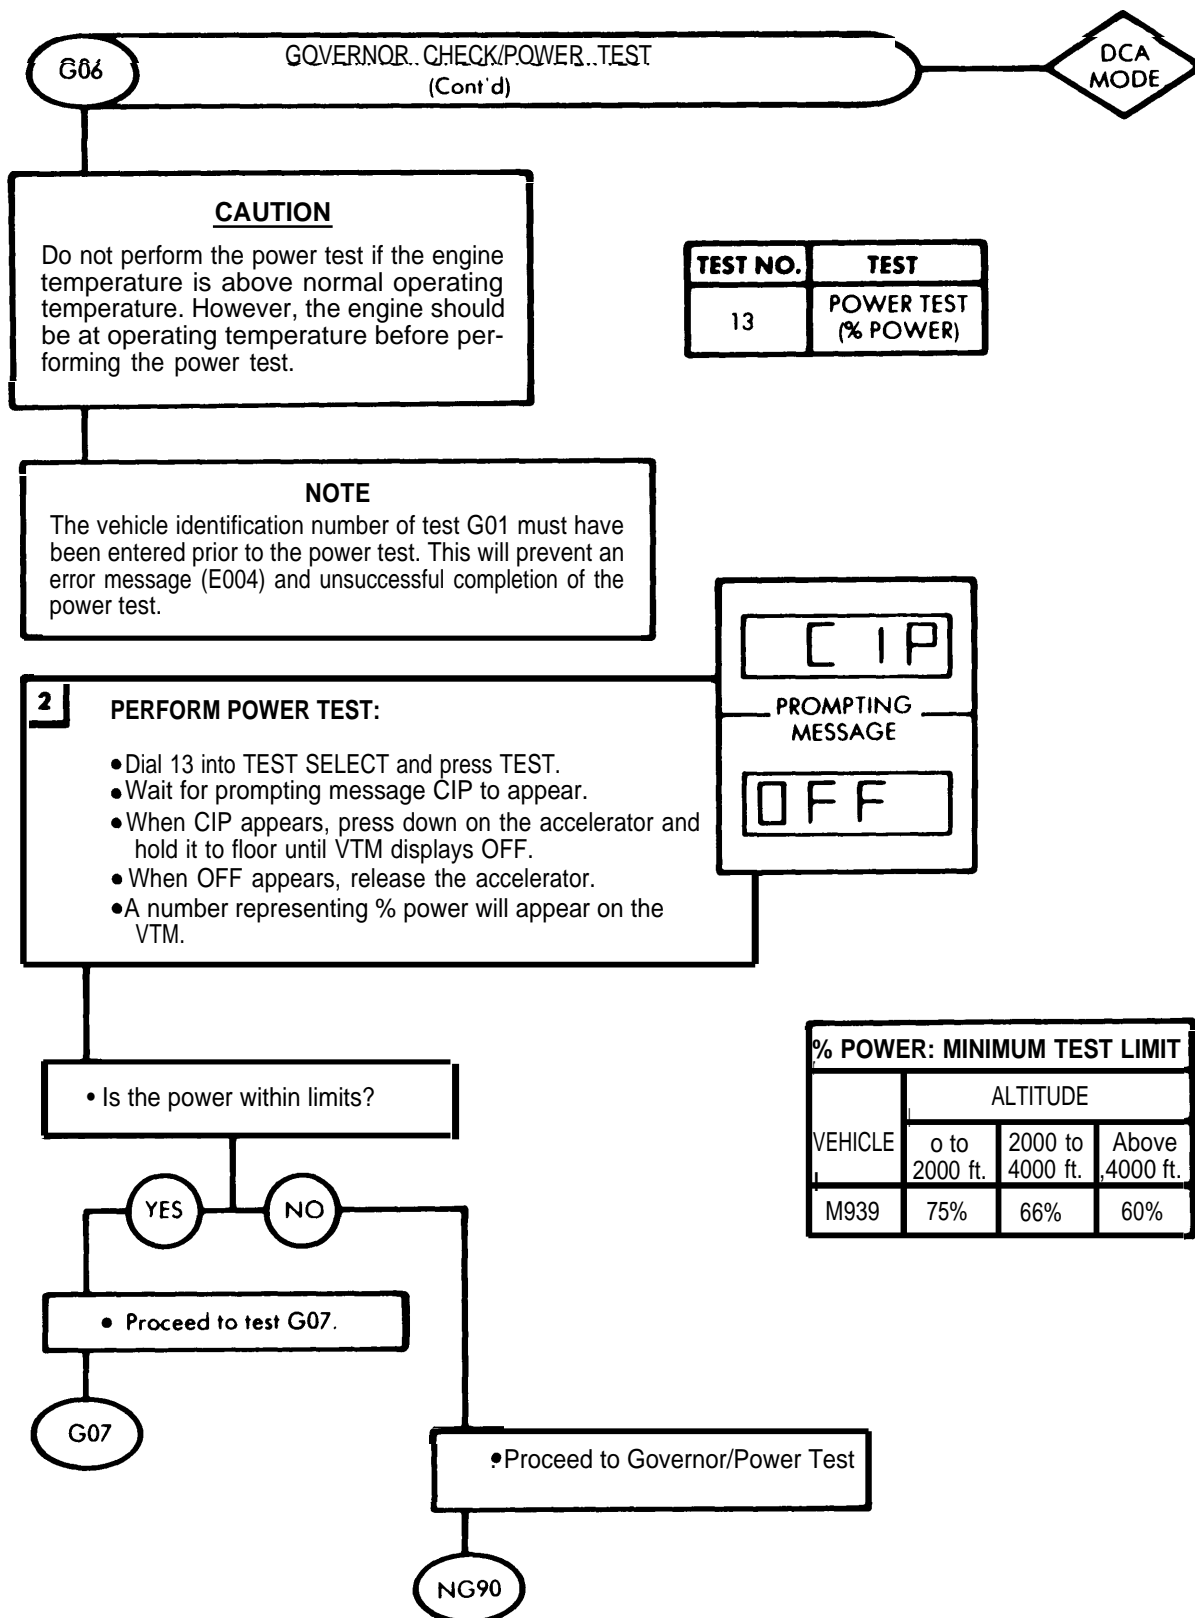 G06
GOVERNOR CHECK/POWER TEST
(Cont'd)
DCA
MODE
CAUTION
Do not perform the power test if the engine
temperature is above normal operating
temperature. However, the engine should
be at operating temperature before per-
forming the power test.
TEST NO. TEST
13 POWER TEST
(% POWER)
NOTE
The vehicle identification number of test G01 must have
been entered prior to the power test. This will prevent an
error message (E004) and unsuccessful completion of the
power test.
CIP
PROMPTING
MESSAGE
OFF
2 PERFORM POWER TEST:
• Dial 13 into TEST SELECT and press TEST.
• Wait for prompting message CIP to appear.
• When CIP appears, press down on the accelerator and
hold it to floor until VTM displays OFF.
• When OFF appears, release the accelerator.
• A number representing % power will appear on the
VTM.
% POWER: MINIMUM TEST LIMIT
VEHICLE ALTITUDE
o to 2000 to Above
2000 ft. 4000 ft. 4000 ft.
M939 75% 66% 60%
• Is the power within limits?
YES NO
• Proceed to test G07.
G07
• Proceed to Governor/Power Test
NG90